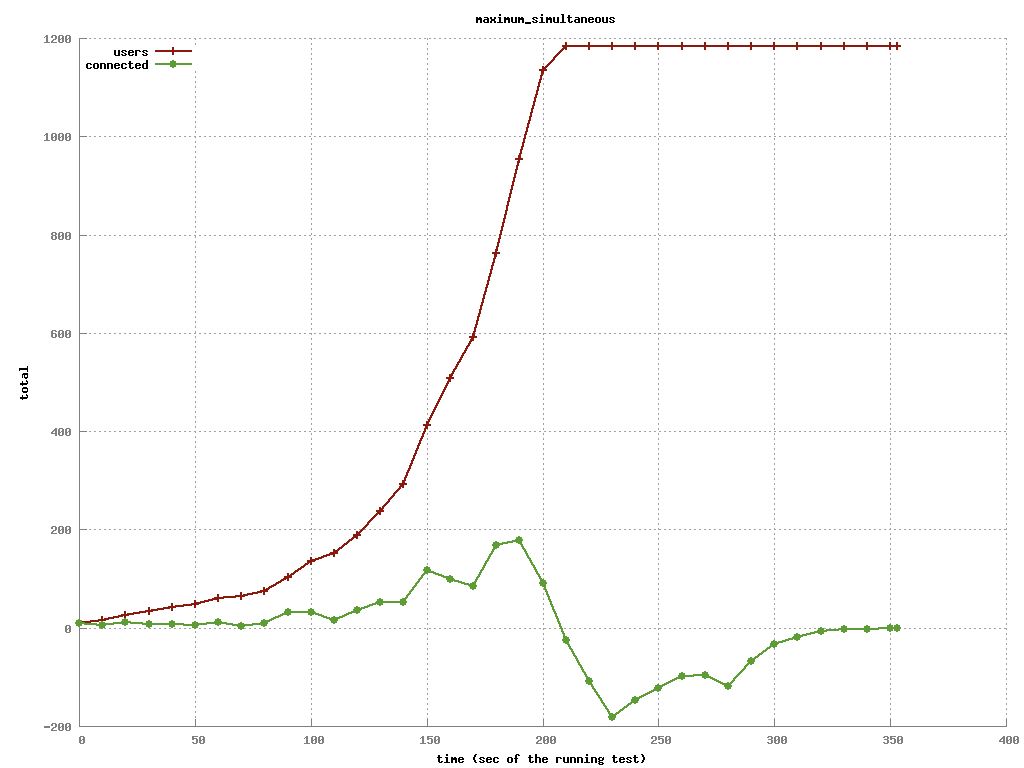 maximum_simultaneous
users
connected
1200
1000
800
600
400
200
0
-200
total
0 50 100 150 200 250 300 350 400
time (sec of the running test)